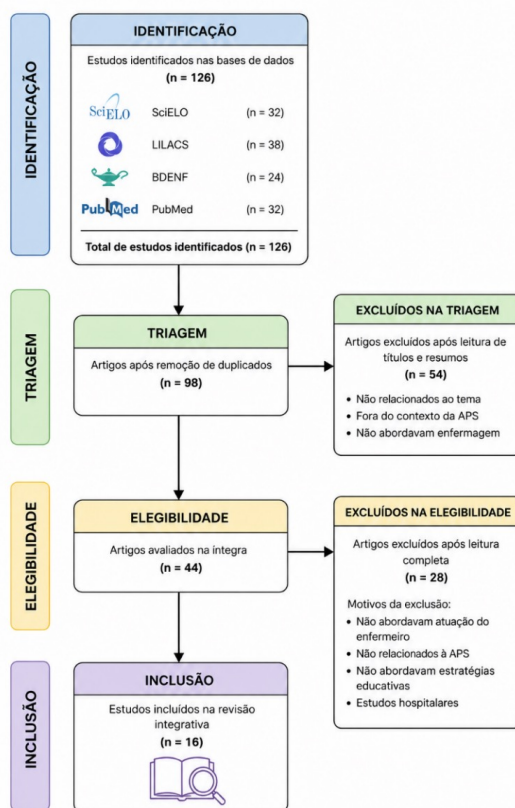 IDENTIFICAÇÃO
IDENTIFICAÇÃO
Estudos identificados nas bases de dados
(n = 126)
SciELO SciELO (n = 32)
LILACS (n = 38)
BDENF (n = 24)
PubMed PubMed (n = 32)
Total de estudos identificados (n = 126)
TRIAGEM
TRIAGEM
Artigos após remoção de duplicados
(n = 98)
EXCLUÍDOS NA TRIAGEM
Artigos excluídos após leitura de
títulos e resumos
(n = 54)
• Não relacionados ao tema
• Fora do contexto da APS
• Não abordavam enfermagem
ELEGIBILIDADE
ELEGIBILIDADE
Artigos avaliados na íntegra
(n = 44)
EXCLUÍDOS NA ELEGIBILIDADE
Artigos excluídos após leitura
completa
(n = 28)
Motivos da exclusão:
• Não abordavam atuação do
enfermeiro
• Não relacionados à APS
• Não abordavam estratégias
educativas
• Estudos hospitalares
INCLUSÃO
INCLUSÃO
Estudos incluídos na revisão
integrativa
(n = 16)